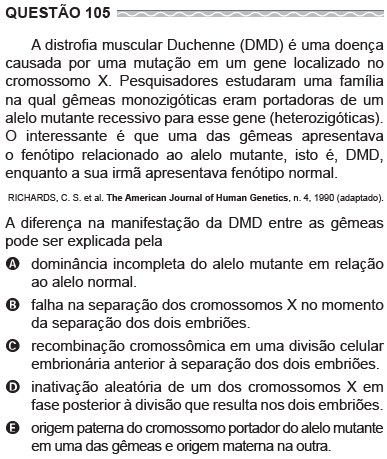 QUESTÃO 105
A distrofia muscular Duchenne (DMD) é uma doença
causada por uma mutação em um gene localizado no
cromossomo X. Pesquisadores estudaram uma família
na qual gêmeas monozigóticas eram portadoras de um
alelo mutante recessivo para esse gene (heterozigóticas).
O interessante é que uma das gêmeas apresentava
o fenótipo relacionado ao alelo mutante, isto é, DMD,
enquanto a sua irmã apresentava fenótipo normal.
RICHARDS, C. S. et al. The American Journal of Human Genetics, n. 4, 1990 (adaptado).
A diferença na manifestação da DMD entre as gêmeas
pode ser explicada pela
A dominância incompleta do alelo mutante em relação
ao alelo normal.
B falha na separação dos cromossomos X no momento
da separação dos dois embriões.
C recombinação cromossômica em uma divisão celular
embrionária anterior à separação dos dois embriões.
D inativação aleatória de um dos cromossomos X em
fase posterior à divisão que resulta nos dois embriões.
E origem paterna do cromossomo portador do alelo mutante
em uma das gêmeas e origem materna na outra.